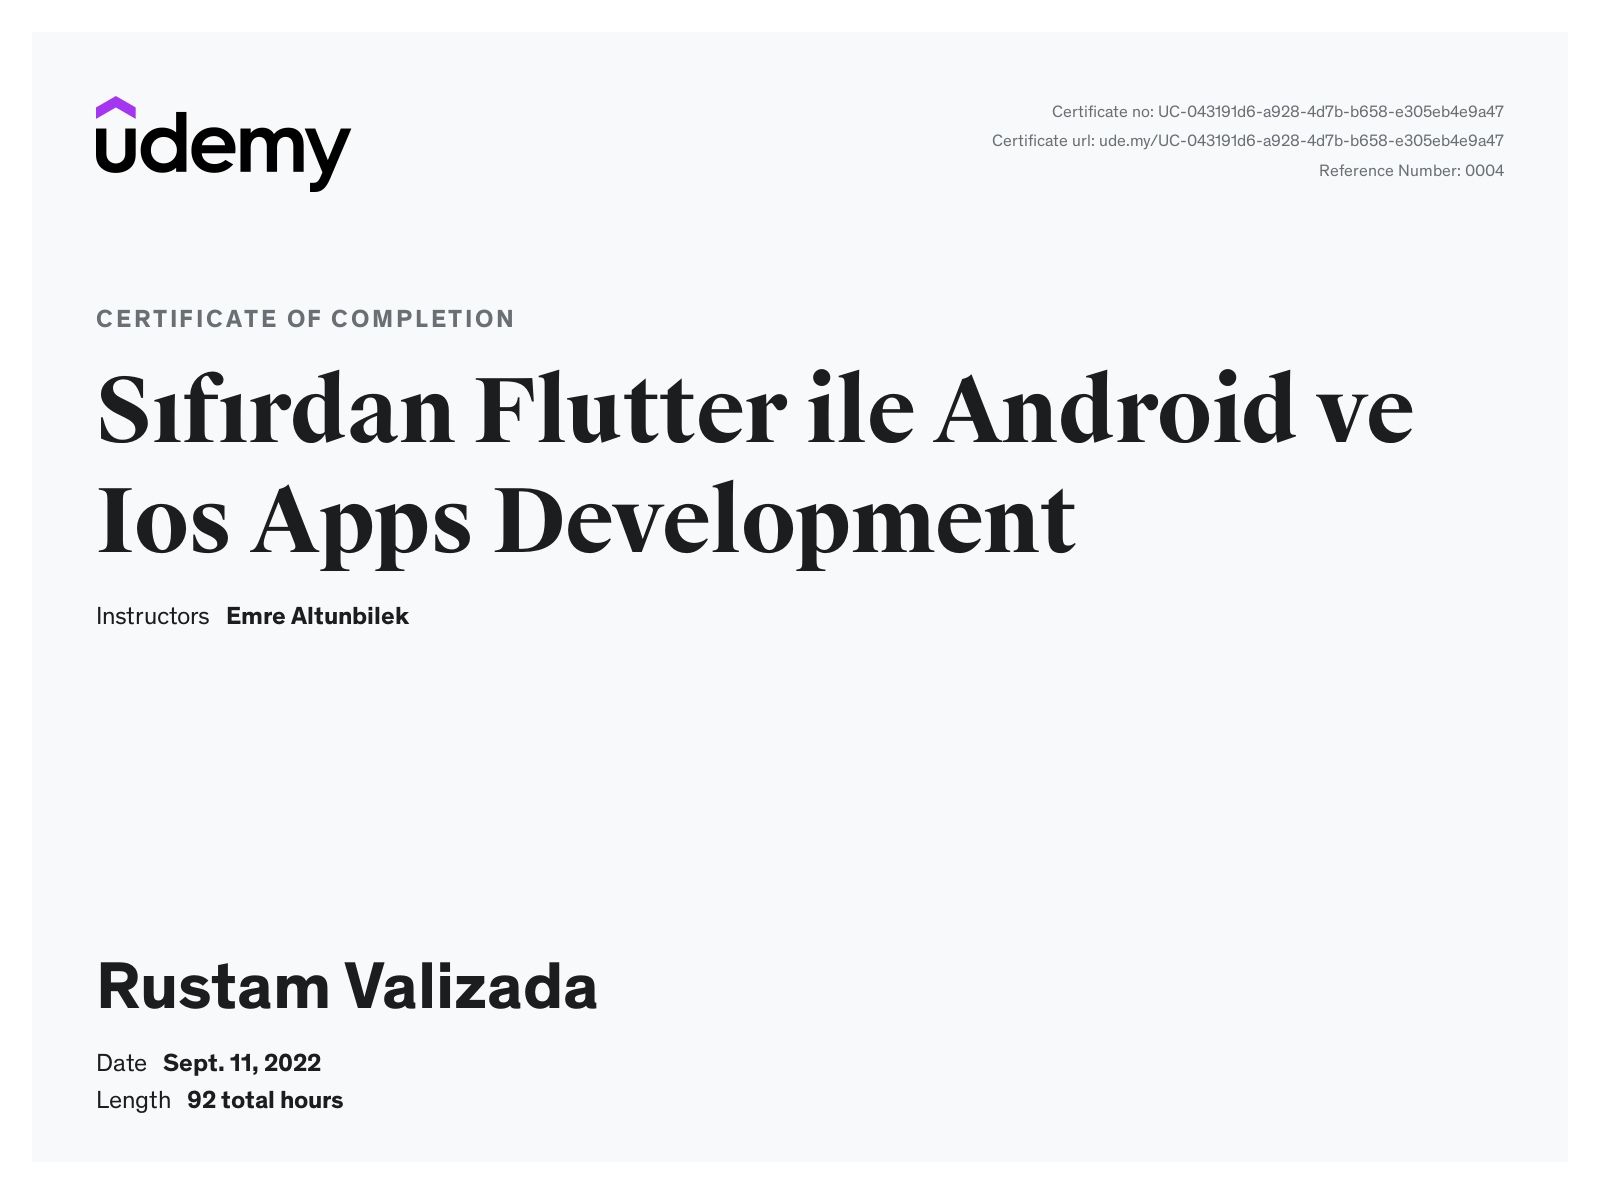 udemy
Certificate no: UC-043191d6-a928-4d7b-b658-e305eb4e9a47
Certificate url: ude.my/UC-043191d6-a928-4d7b-b658-e305eb4e9a47
Reference Number: 0004
CERTIFICATE OF COMPLETION
Sıfırdan Flutter ile Android ve
Ios Apps Development
Instructors Emre Altunbilek
Rustam Valizada
Date Sept. 11, 2022
Length 92 total hours